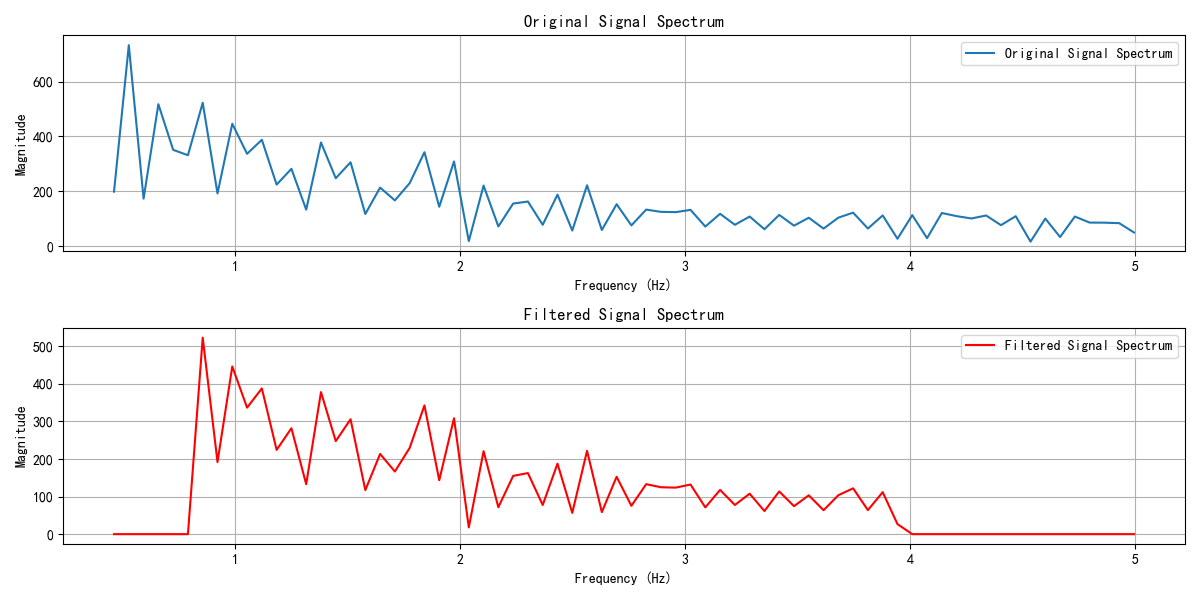 Original Signal Spectrum
Original Signal Spectrum
Magnitude
600
400
200
0
1 2 3 4 5
Frequency (Hz)
Filtered Signal Spectrum
Filtered Signal Spectrum
Magnitude
500
400
300
200
100
0
1 2 3 4 5
Frequency (Hz)